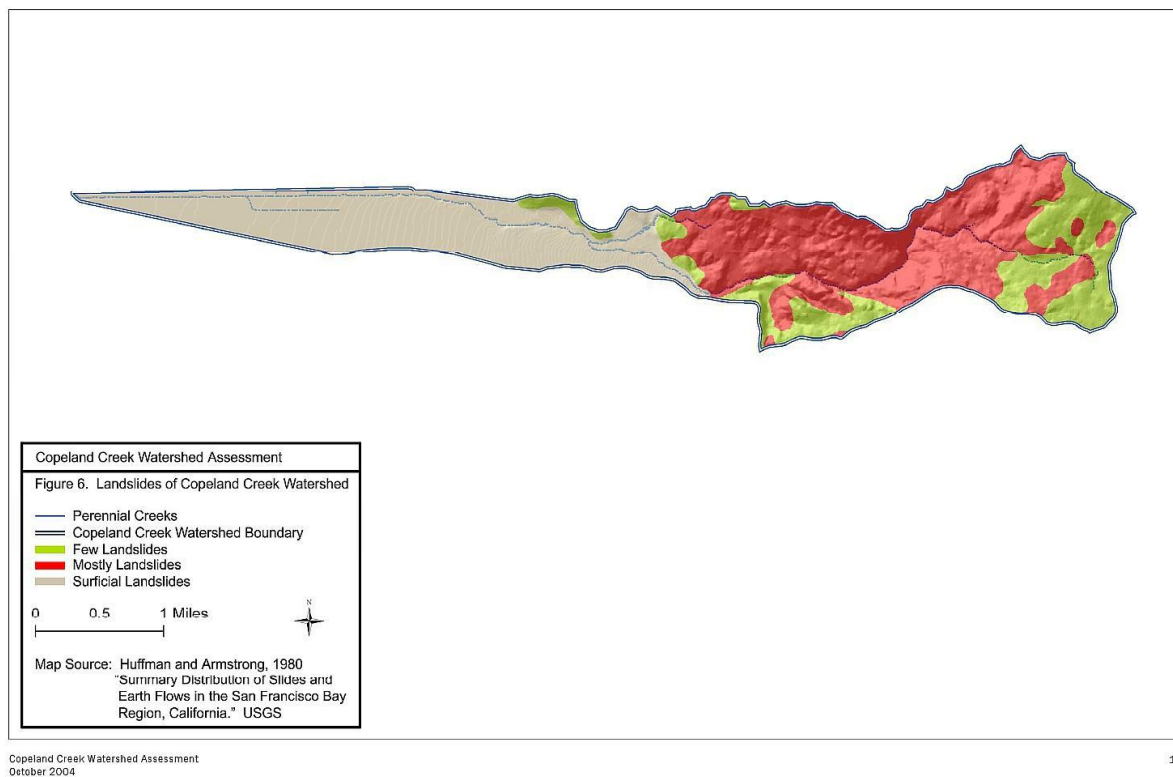 Copeland Creek Watershed Assessment
Figure 6. Landslides of Copeland Creek Watershed
Perennial Creeks
Copeland Creek Watershed Boundary
Few Landslides
Mostly Landslides
Surficial Landslides
0 0.5 1 Miles
N
Map Source: Huffman and Armstrong, 1980
"Summary Distribution of Slides and
Earth Flows in the San Francisco Bay
Region, California." USGS
Copeland Creek Watershed Assessment
October 2004